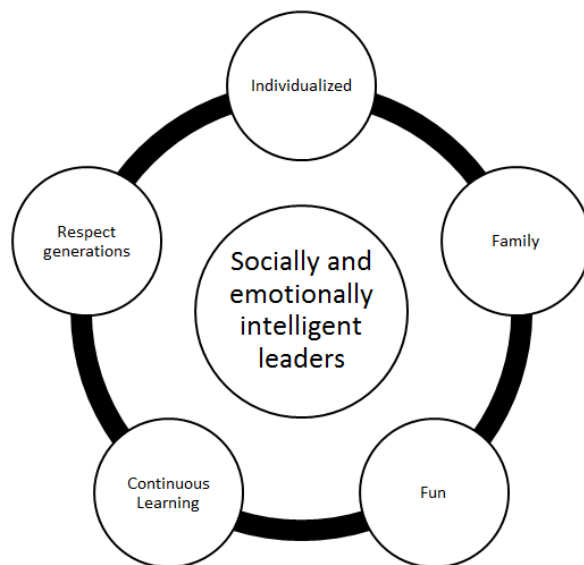 Individualized
Family
Fun
Continuous
Learning
Respect
generations
Socially and
emotionally
intelligent
leaders